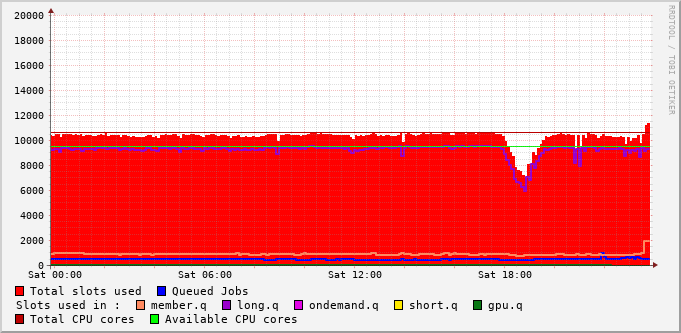 20000
18000
16000
14000
12000
10000
8000
6000
4000
2000
0
Sat 00:00 Sat 06:00 Sat 12:00 Sat 18:00
RRDTOOL / TOBI OETIKER
Total slots used Queued Jobs
Slots used in : member.q long.q ondemand.q short.q gpu.q
Total CPU cores Available CPU cores